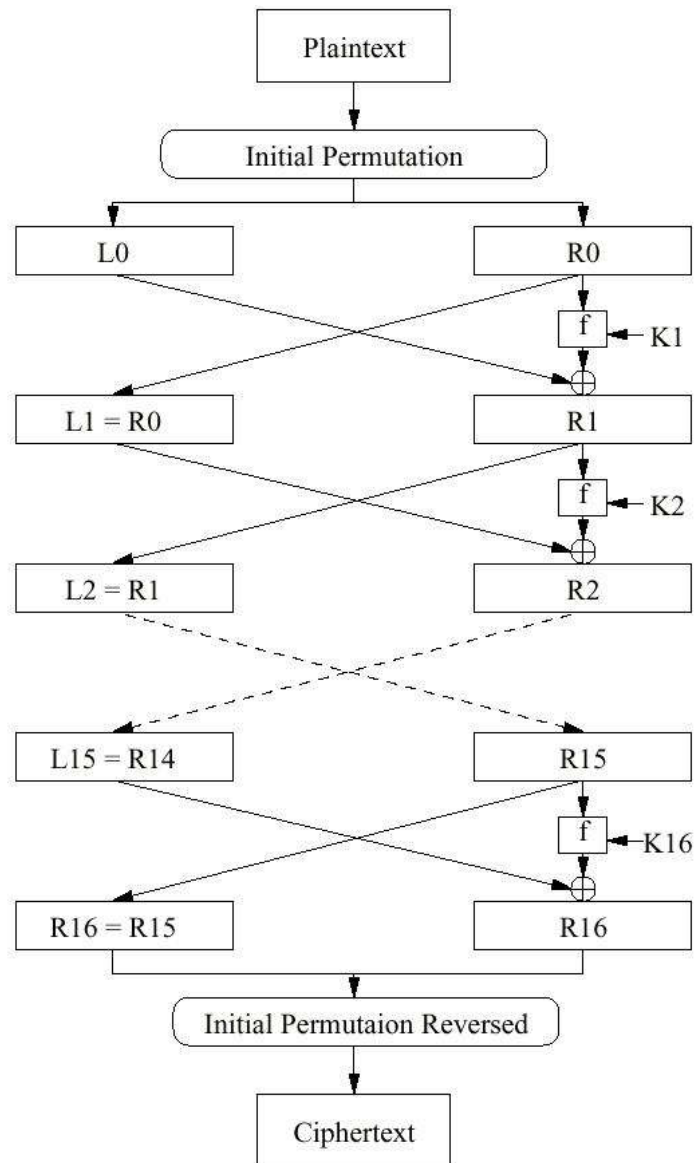 Plaintext
Initial Permutation
L0
R0
f
K1
L1 = R0
R1
f
K2
L2 = R1
R2
L15 = R14
R15
f
K16
R16 = R15
R16
Initial Permutaion Reversed
Ciphertext